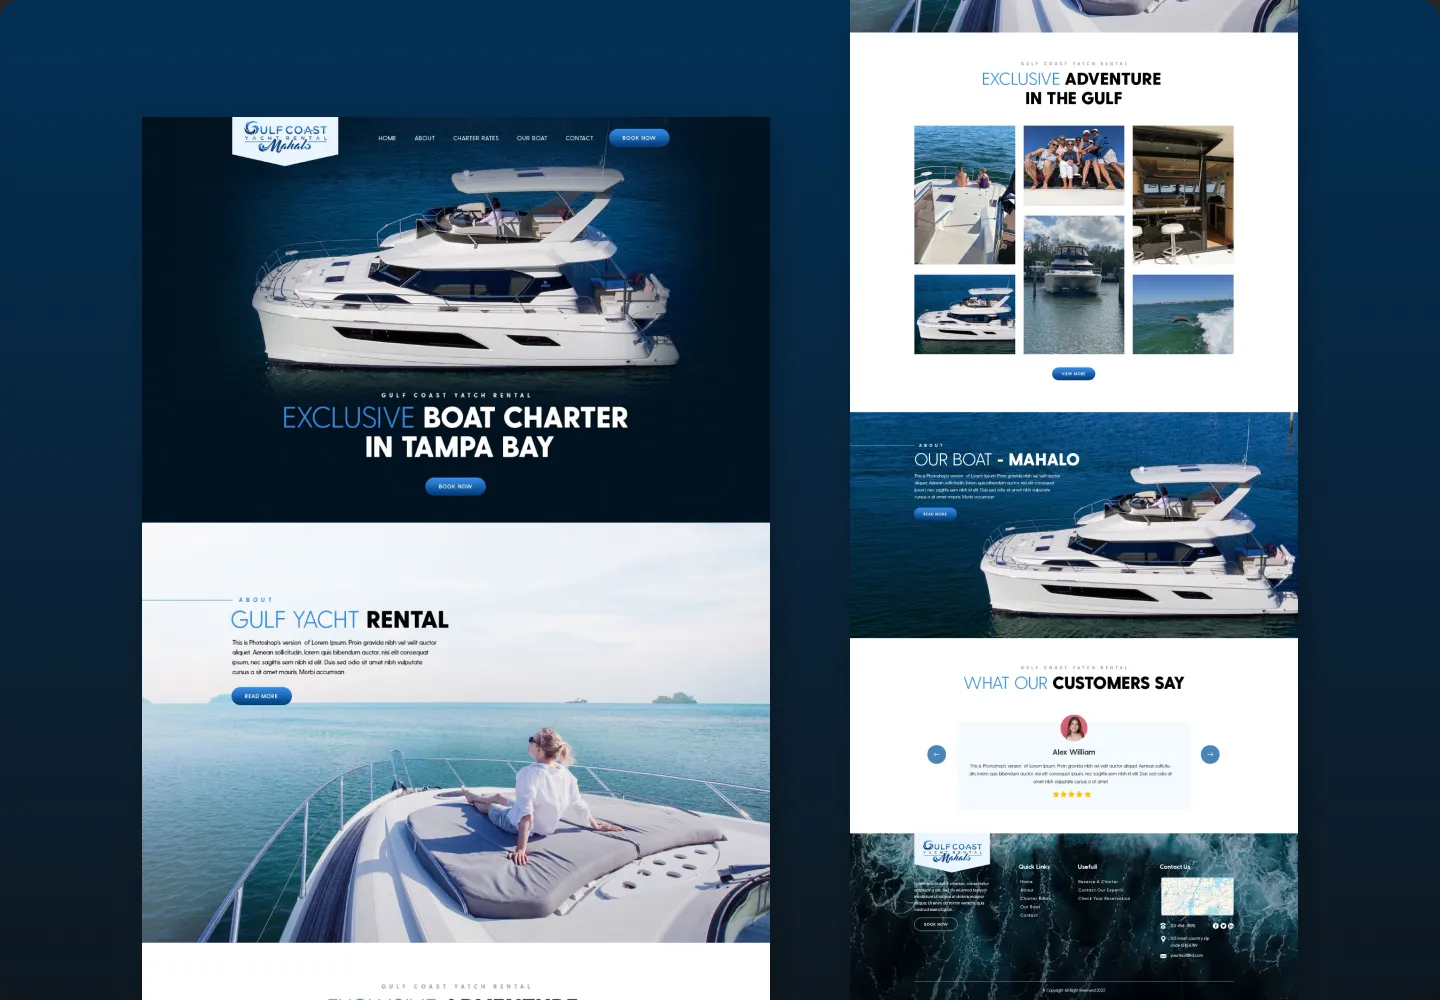 GULF COAST
YACHT RENTAL
Mahalo
HOME
ABOUT
CHARTER RATES
OUR BOAT
CONTACT
BOOK NOW
GULF COAST YATCH RENTAL
EXCLUSIVE BOAT CHARTER
IN TAMPA BAY
BOOK NOW
ABOUT
GULF YACHT RENTAL
This is Photoshop's version of Lorem Ipsum. Proin gravida nibh vel velit auctor
aliquet. Aenean sollicitudin, lorem quis bibendum auctor, nisi elit consequat
ipsum, nec sagittis sem nibh id elit. Duis sed odio sit amet nibh vulputate
cursus a sit amet mauris. Morbi accumsan
READ MORE
GULF COAST YATCH RENTAL
EXCLUSIVE ADVENTURE
GULF COAST YATCH RENTAL
EXCLUSIVE ADVENTURE
IN THE GULF
VIEW MORE
ABOUT
OUR BOAT - MAHALO
This is Photoshop's version of Lorem Ipsum. Proin gravida nibh vel velit auctor
aliquet. Aenean sollicitudin, lorem quis bibendum auctor, nisi elit consequat
ipsum, nec sagittis sem nibh id elit. Duis sed odio sit amet nibh vulputate
cursus a sit amet mauris. Morbi accumsan
READ MORE
GULF COAST YATCH RENTAL
WHAT OUR CUSTOMERS SAY
Alex William
This is Photoshop's version of Lorem Ipsum. Proin gravida nibh vel velit auctor aliquet. Aenean sollicitu-
din, lorem quis bibendum auctor, nisi elit consequat ipsum, nec sagittis sem nibh id elit. Duis sed odio sit
amet nibh vulputate cursus a sit amet
GULF COAST
YACHT RENTAL
Mahalo
BOOK NOW
Quick Links
Home
About
Charter Rates
Our Boat
Contact
Usefull
Reserve A Charter
Contact Our Experts
Check Your Reservation
Contact Us